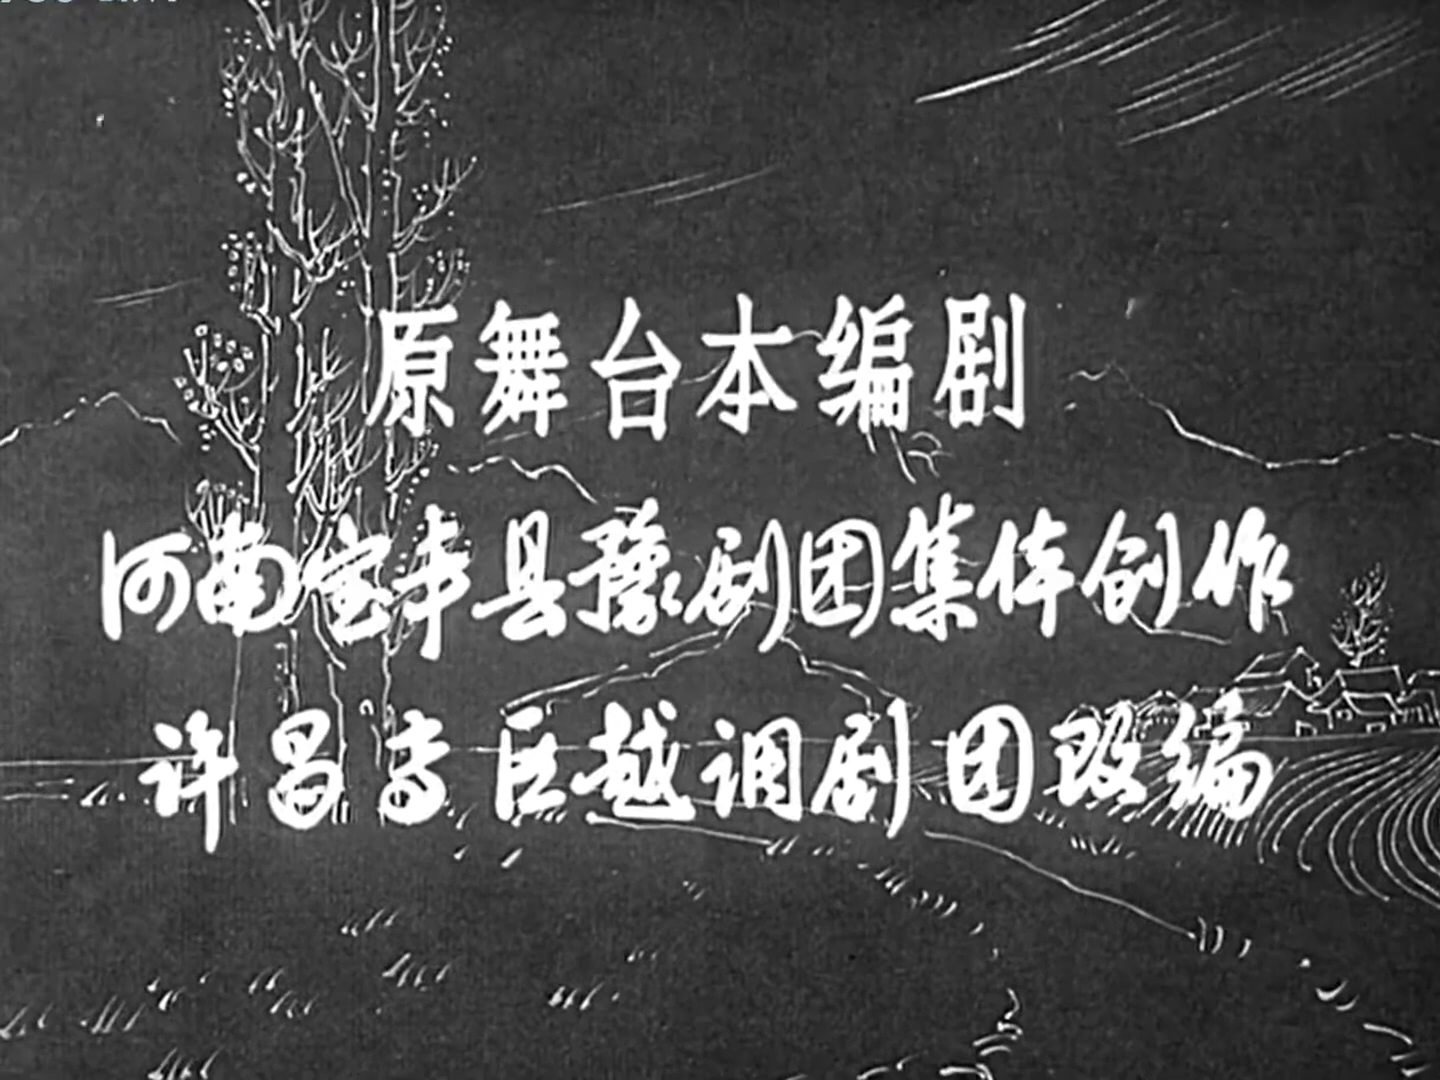 原舞台本编剧
河南宝丰县豫剧团集体创作
许昌专区越调剧团改编